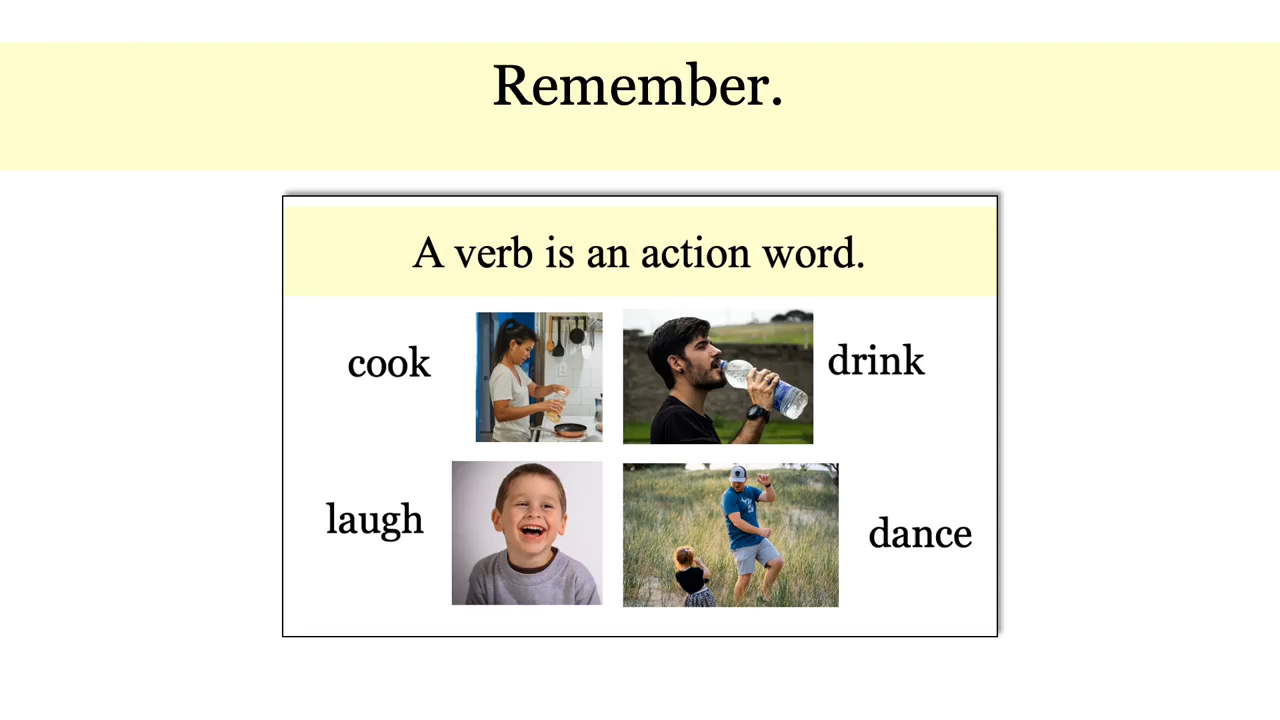 Remember.
A verb is an action word.
cook
drink
laugh
dance